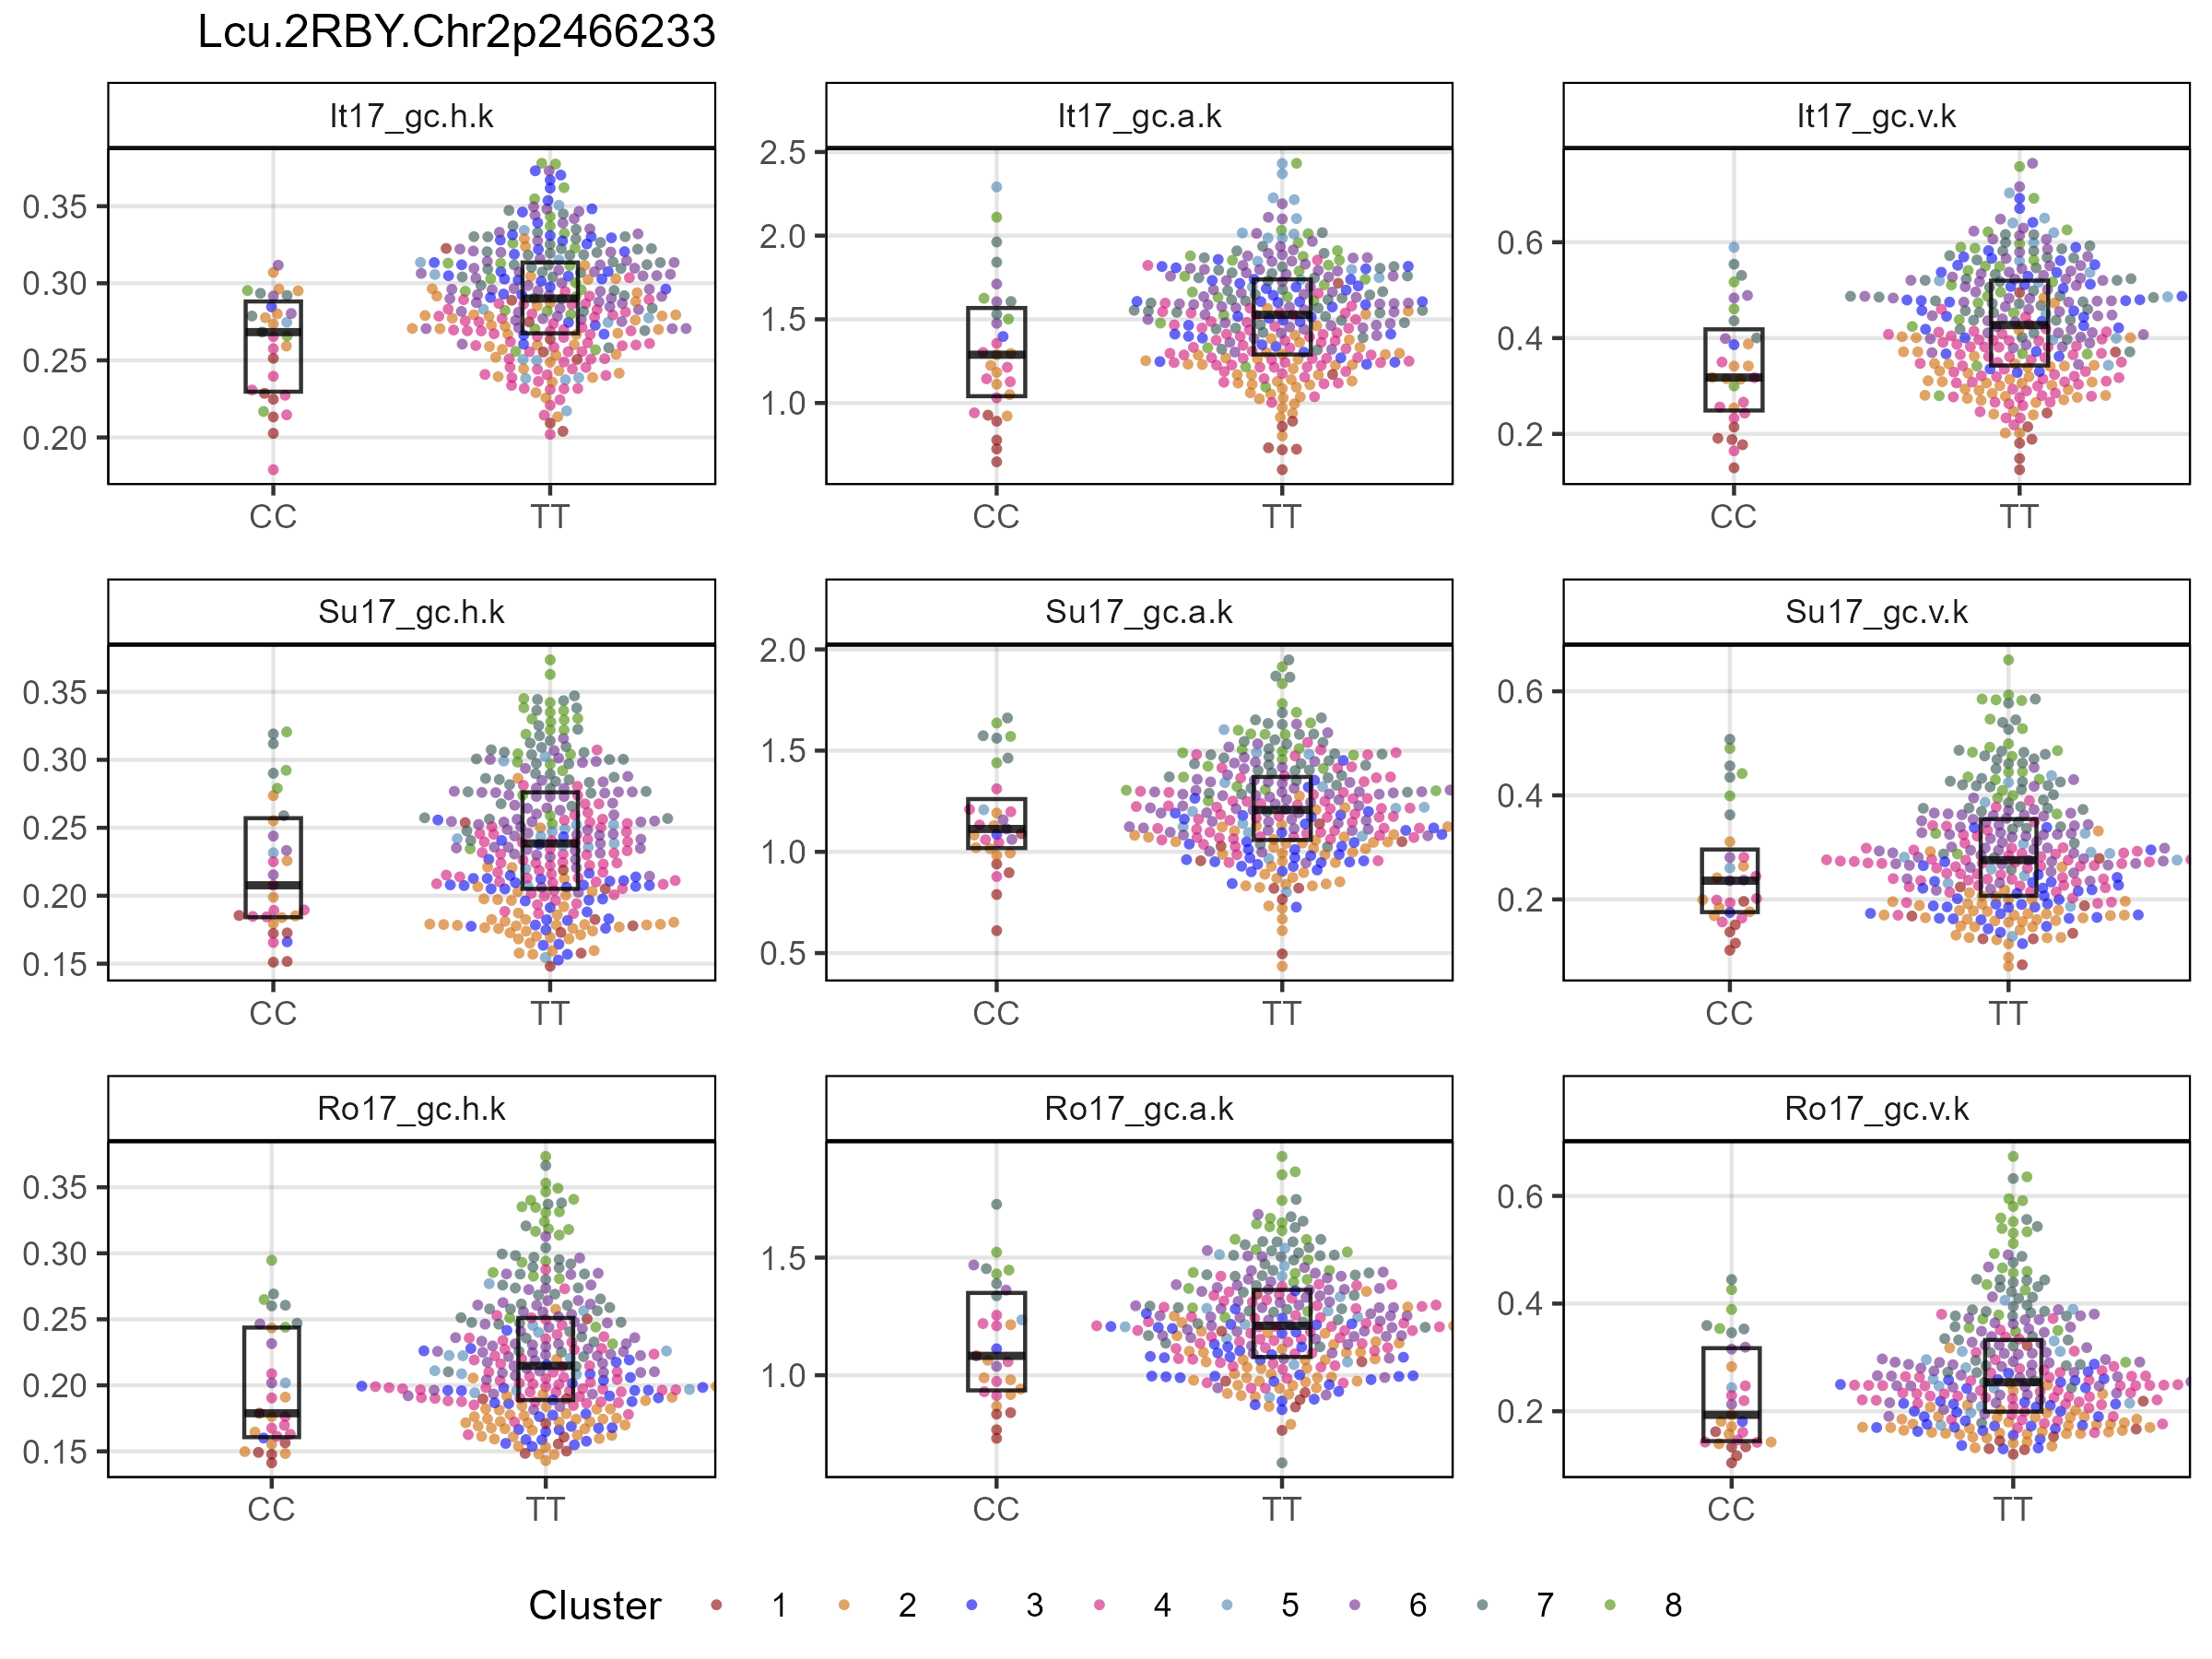 Lcu.2RBY.Chr2p2466233
It17_gc.h.k
It17_gc.a.k
It17_gc.v.k
0.35
0.30
0.25
0.20
2.5
2.0
1.5
1.0
0.6
0.4
0.2
CC TT
CC TT
CC TT
Su17_gc.h.k
Su17_gc.a.k
Su17_gc.v.k
0.35
0.30
0.25
0.20
0.15
2.0
1.5
1.0
0.5
0.6
0.4
0.2
CC TT
CC TT
CC TT
Ro17_gc.h.k
Ro17_gc.a.k
Ro17_gc.v.k
0.35
0.30
0.25
0.20
0.15
1.5
1.0
0.6
0.4
0.2
CC TT
CC TT
CC TT
Cluster 1 2 3 4 5 6 7 8